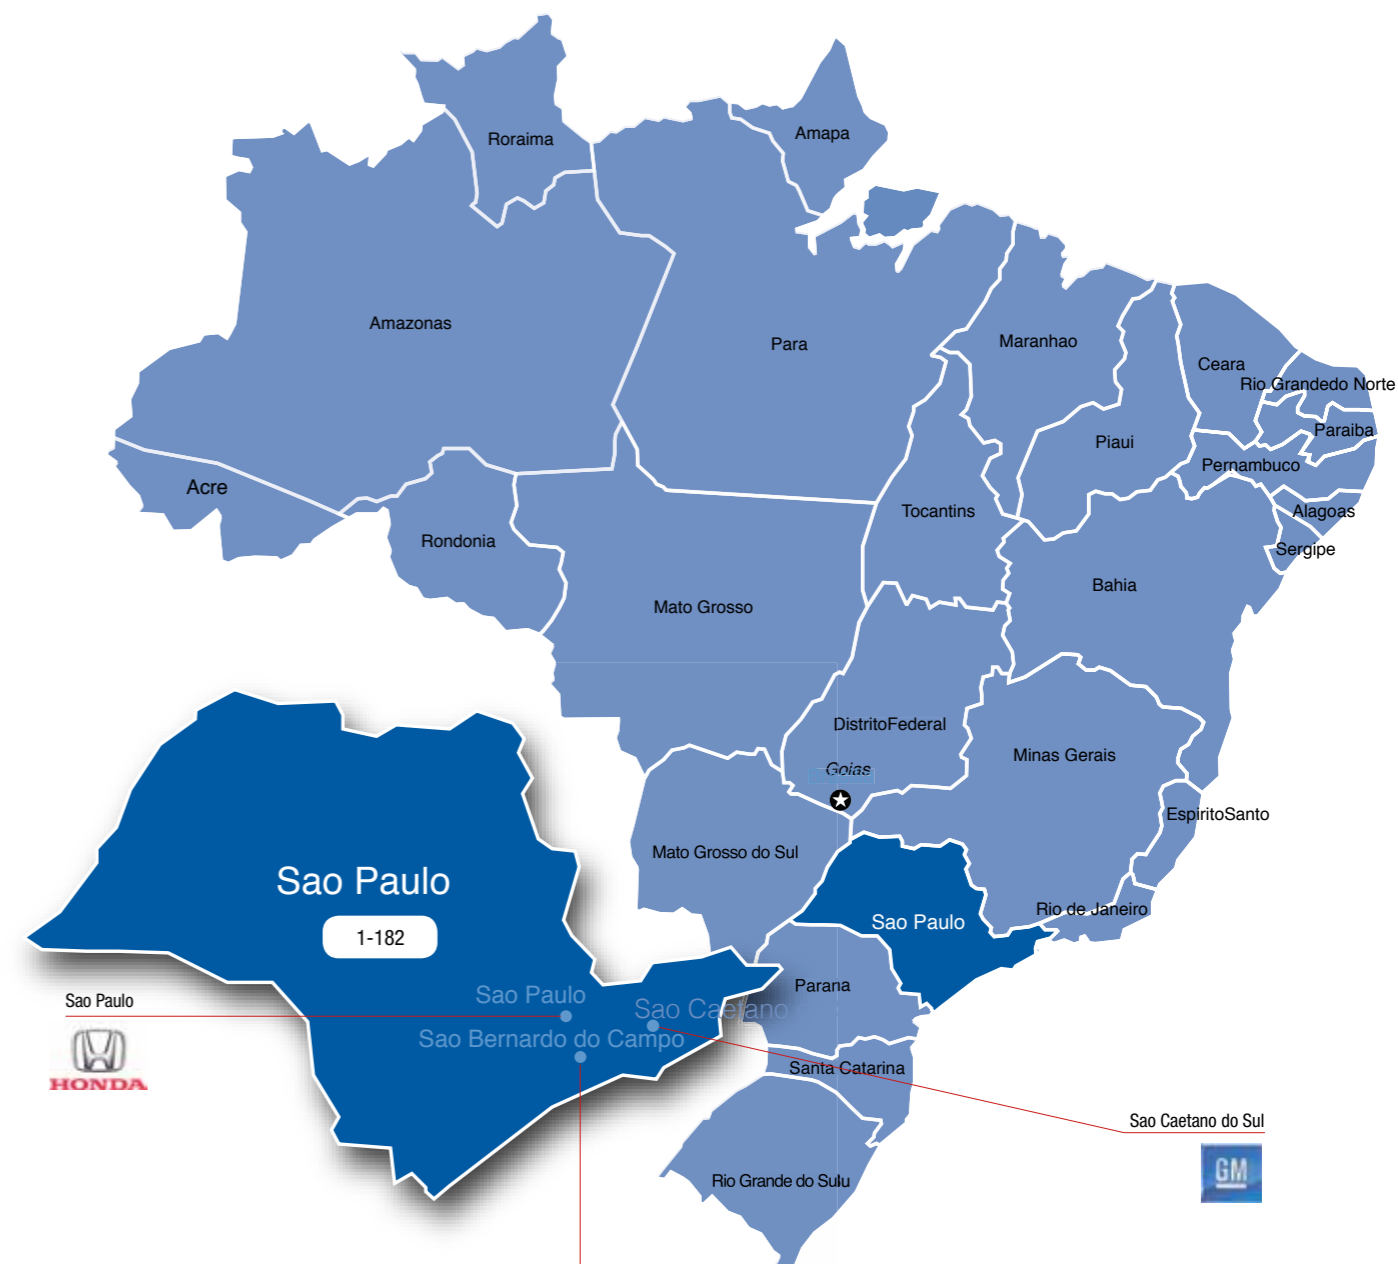 Roraima
Amapa
Amazonas
Para
Maranhao
Ceara
Rio Grandedo Norte
Paraiba
Piaui
Pernambuco
Acre
Tocantins
Alagoas
Rondonia
Sergipe
Bahia
Mato Grosso
DistritoFederal
Minas Gerais
Goias
EspiritoSanto
Mato Grosso do Sul
Sao Paulo
1-182
Rio de Janeiro
Sao Paulo
Parana
Sao Paulo
Sao Caetano
Sao Bernardo do Campo
Sao Paulo
HONDA
Santa Catarina
Sao Caetano do Sul
GM
Rio Grande do Sulu